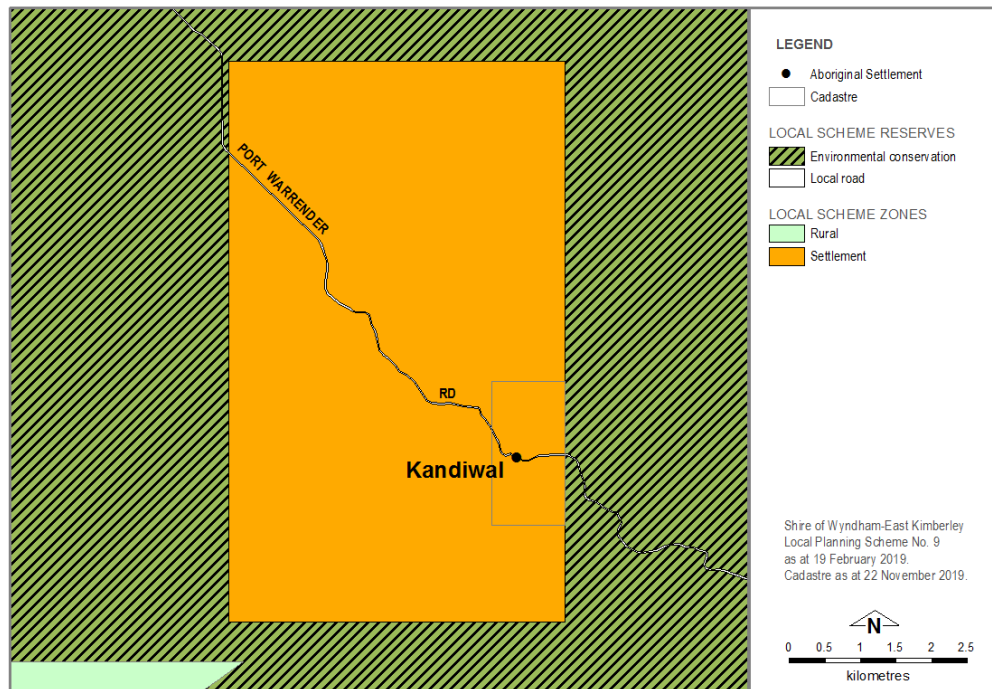 PORT WARRENDER
RD
Kandiwal
LEGEND
Aboriginal Settlement
Cadastre
LOCAL SCHEME RESERVES
Environmental conservation
Local road
LOCAL SCHEME ZONES
Rural
Settlement
Shire of Wyndham-East Kimberley
Local Planning Scheme No. 9
as at 19 February 2019.
Cadastre as at 22 November 2019.
N
0 0.5 1 1.5 2 2.5
kilometres